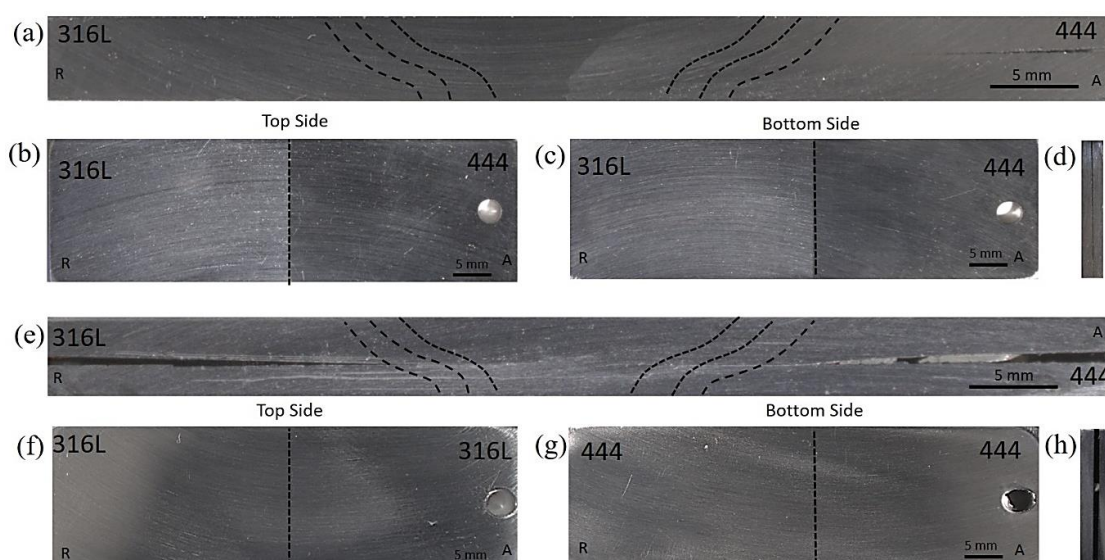 (a) 316L 444
R 5 mm A
Top Side Bottom Side
(b) 316L 444 (c) 316L 444 (d)
R 5 mm A R 5 mm A
(e) 316L A
R 5 mm 444
Top Side Bottom Side
(f) 316L 316L (g) 444 444 (h)
R 5 mm A R 5 mm A